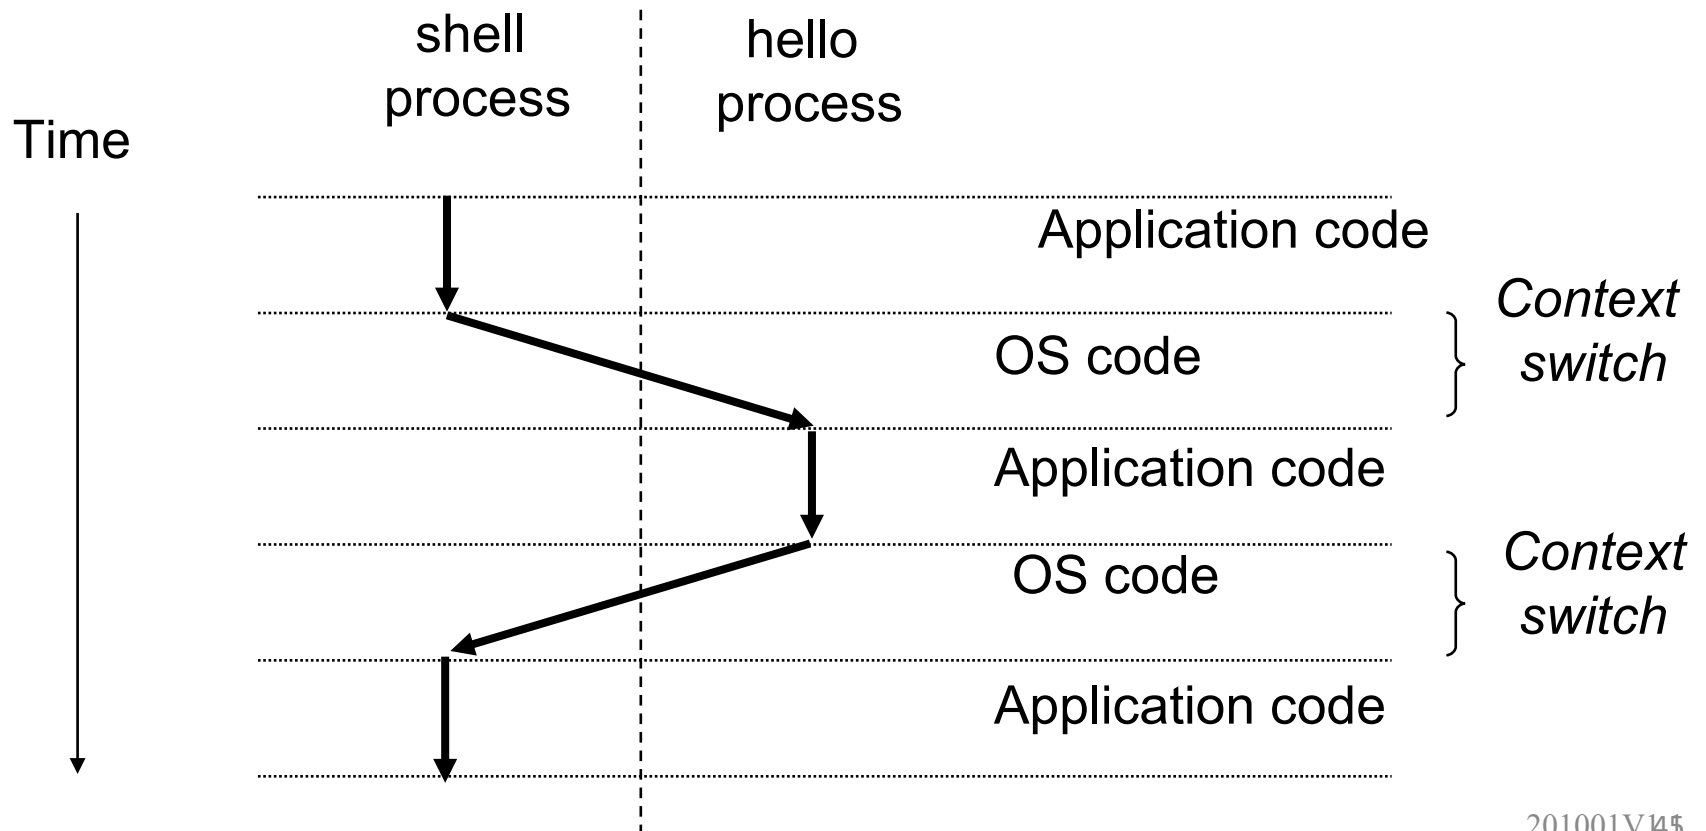 shell
process
hello
process
Time
Application code
Context
switch
OS code
Application code
Context
switch
OS code
Application code